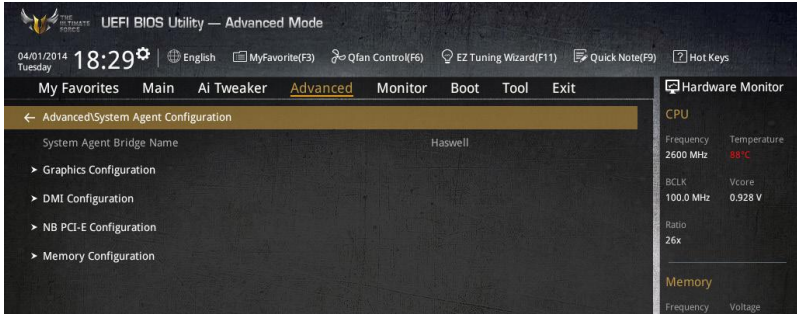 THE ULTIMATE FORCE UEFI BIOS Utility — Advanced Mode
04/01/2014 Tuesday 18:29 English MyFavorite(F3) Qfan Control(F6) EZ Tuning Wizard(F11) Quick Note(F9) ? Hot Keys
My Favorites Main Ai Tweaker Advanced Monitor Boot Tool Exit
← Advanced\System Agent Configuration
System Agent Bridge Name Haswell
> Graphics Configuration
> DMI Configuration
> NB PCI-E Configuration
> Memory Configuration
Hardware Monitor
CPU
Frequency Temperature
2600 MHz 88°C
BCLK Vcore
100.0 MHz 0.928 V
Ratio
26x
Memory
Frequency Voltage